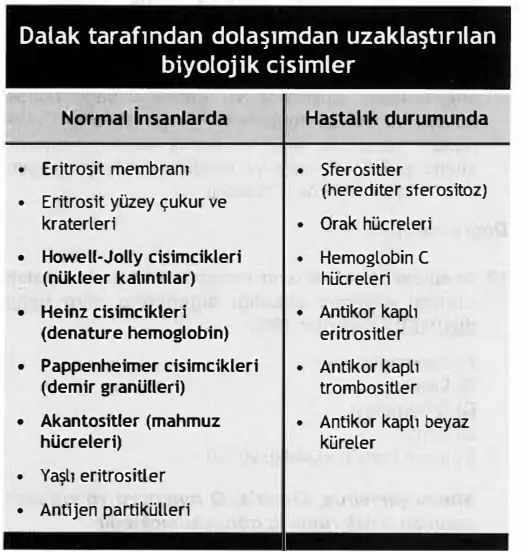 Dalak tarafından dolaşımdan uzaklaştırılan
biyolojik cisimler
Normal İnsanlarda
• Eritrosit membranı
• Eritrosit yüzey çukur ve
kraterleri
• Howell-Jolly cisimcikleri
(nükleer kalıntılar)
• Heinz cisimcikleri
(denature hemoglobin)
• Pappenheimer cisimcikleri
(demir granülleri)
• Akantositler (mahmuz
hücreleri)
• Yaşlı eritrositler
• Antijen partikülleri
Hastalık durumunda
• Sferositler
(herediter sferositoz)
• Orak hücreleri
• Hemoglobin C
hücreleri
• Antikor kaplı
eritrositler
• Antikor kaplı
trombositler
• Antikor kaplı beyaz
küreler